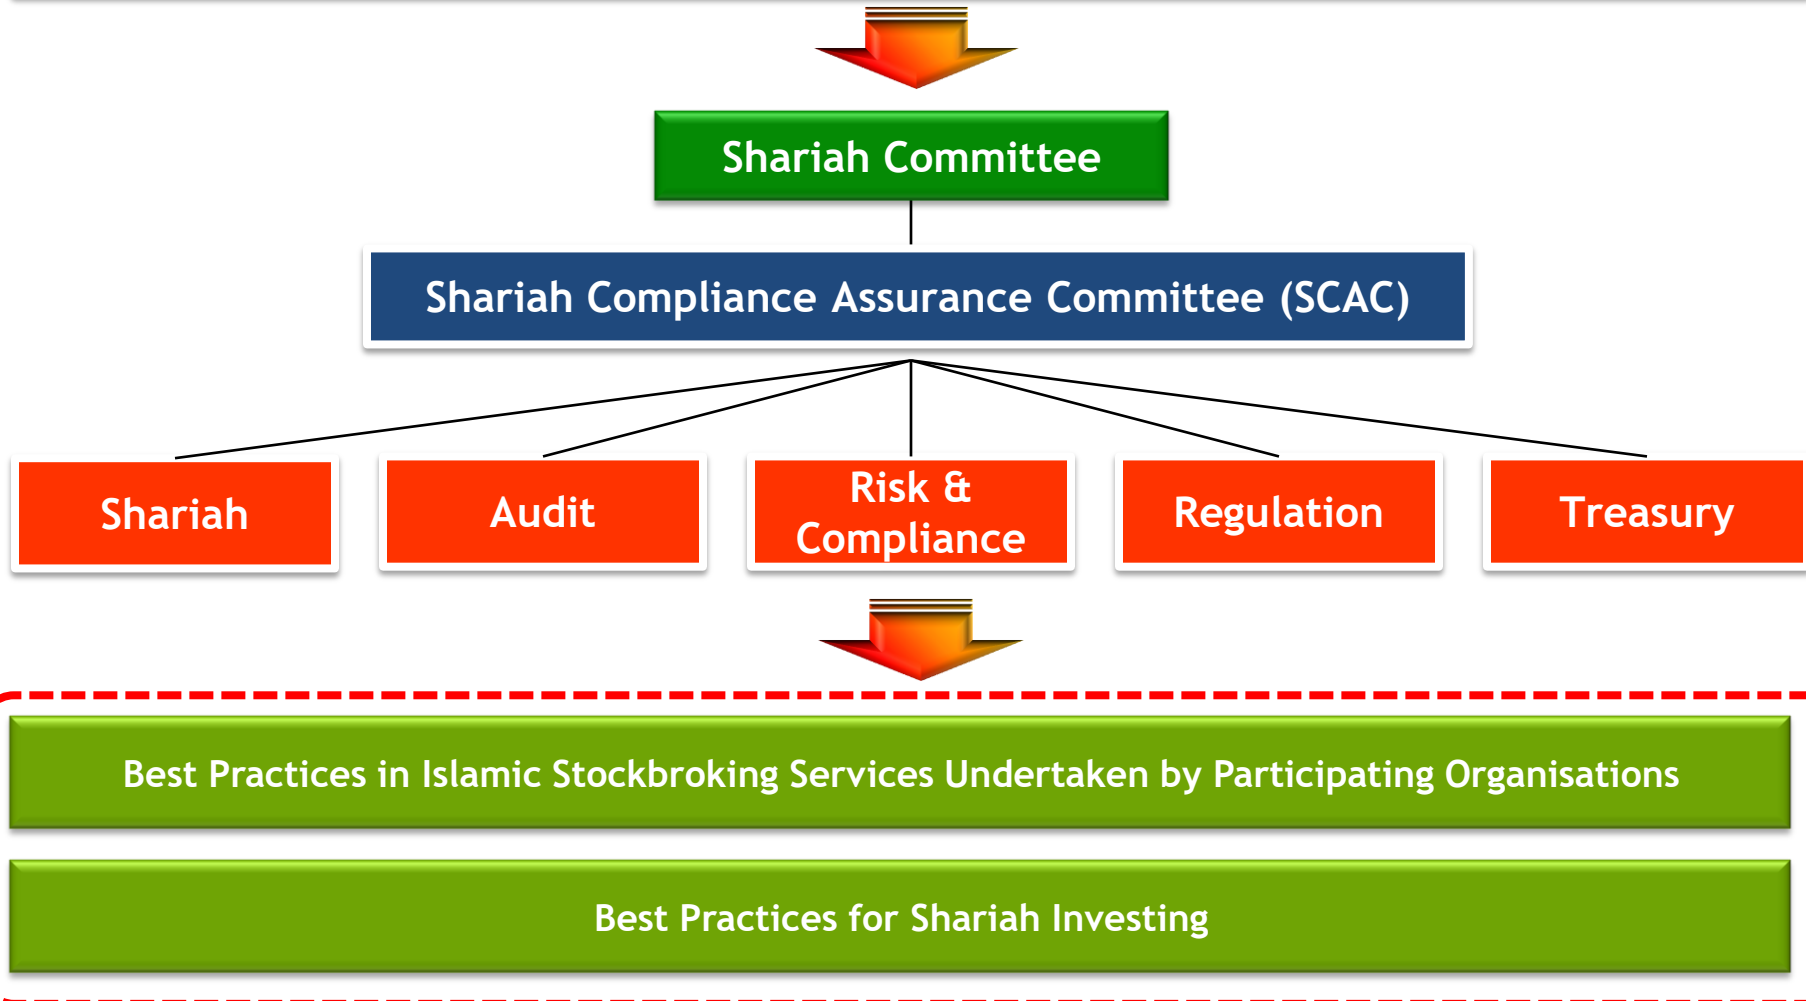 Shariah Committee
Shariah Compliance Assurance Committee (SCAC)
Shariah
Audit
Risk &
Compliance
Regulation
Treasury
Best Practices in Islamic Stockbroking Services Undertaken by Participating Organisations
Best Practices for Shariah Investing